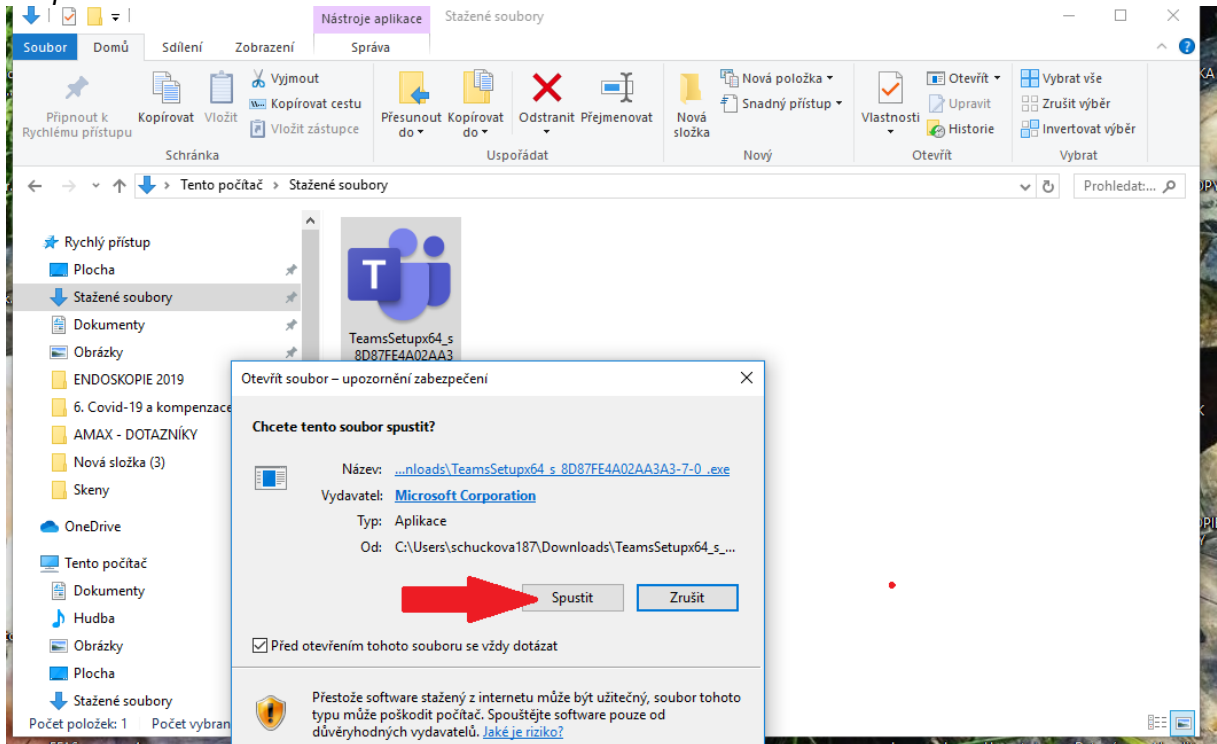 Nástroje aplikace
Stažené soubory
Soubor
Domů
Sdílení
Zobrazení
Správa
Připnout k
Rychlému přístupu
Kopírovat
Vložit
Vyjmout
Kopírovat cestu
Vložit zástupce
Schránka
Přesunout
do
Kopírovat
do
Odstranit
Přejmenovat
Uspořádat
Nová
složka
Nová položka
Snadný přístup
Nový
Vlastnosti
Otevřít
Upravit
Historie
Otevřít
Vybrat vše
Zrušit výběr
Invertovat výběr
Vybrat
Tento počítač > Stažené soubory
Prohledat:...
Rychlý přístup
Plocha
Stažené soubory
Dokumenty
Obrázky
ENDOSKOPIE 2019
6. Covid-19 a kompenzace
AMAX - DOTAZNÍKY
Nová složka (3)
Skeny
OneDrive
Tento počítač
Dokumenty
Hudba
Obrázky
Plocha
Stažené soubory
Počet položek: 1
Počet vybran
T
TeamsSetupx64_s
8D87FE4A02AA3
Otevřít soubor – upozornění zabezpečení
Chcete tento soubor spustit?
Název: ...nloads\TeamsSetupx64_s_8D87FE4A02AA3A3-7-0_.exe
Vydavatel: Microsoft Corporation
Typ: Aplikace
Od: C:\Users\schuckova187\Downloads\TeamsSetupx64_s_...
Spustit
Zrušit
Před otevřením tohoto souboru se vždy dotázat
Přestože software stažený z internetu může být užitečný, soubor tohoto
typu může poškodit počítač. Spouštějte software pouze od
důvěryhodných vydavatelů. Jaké je riziko?